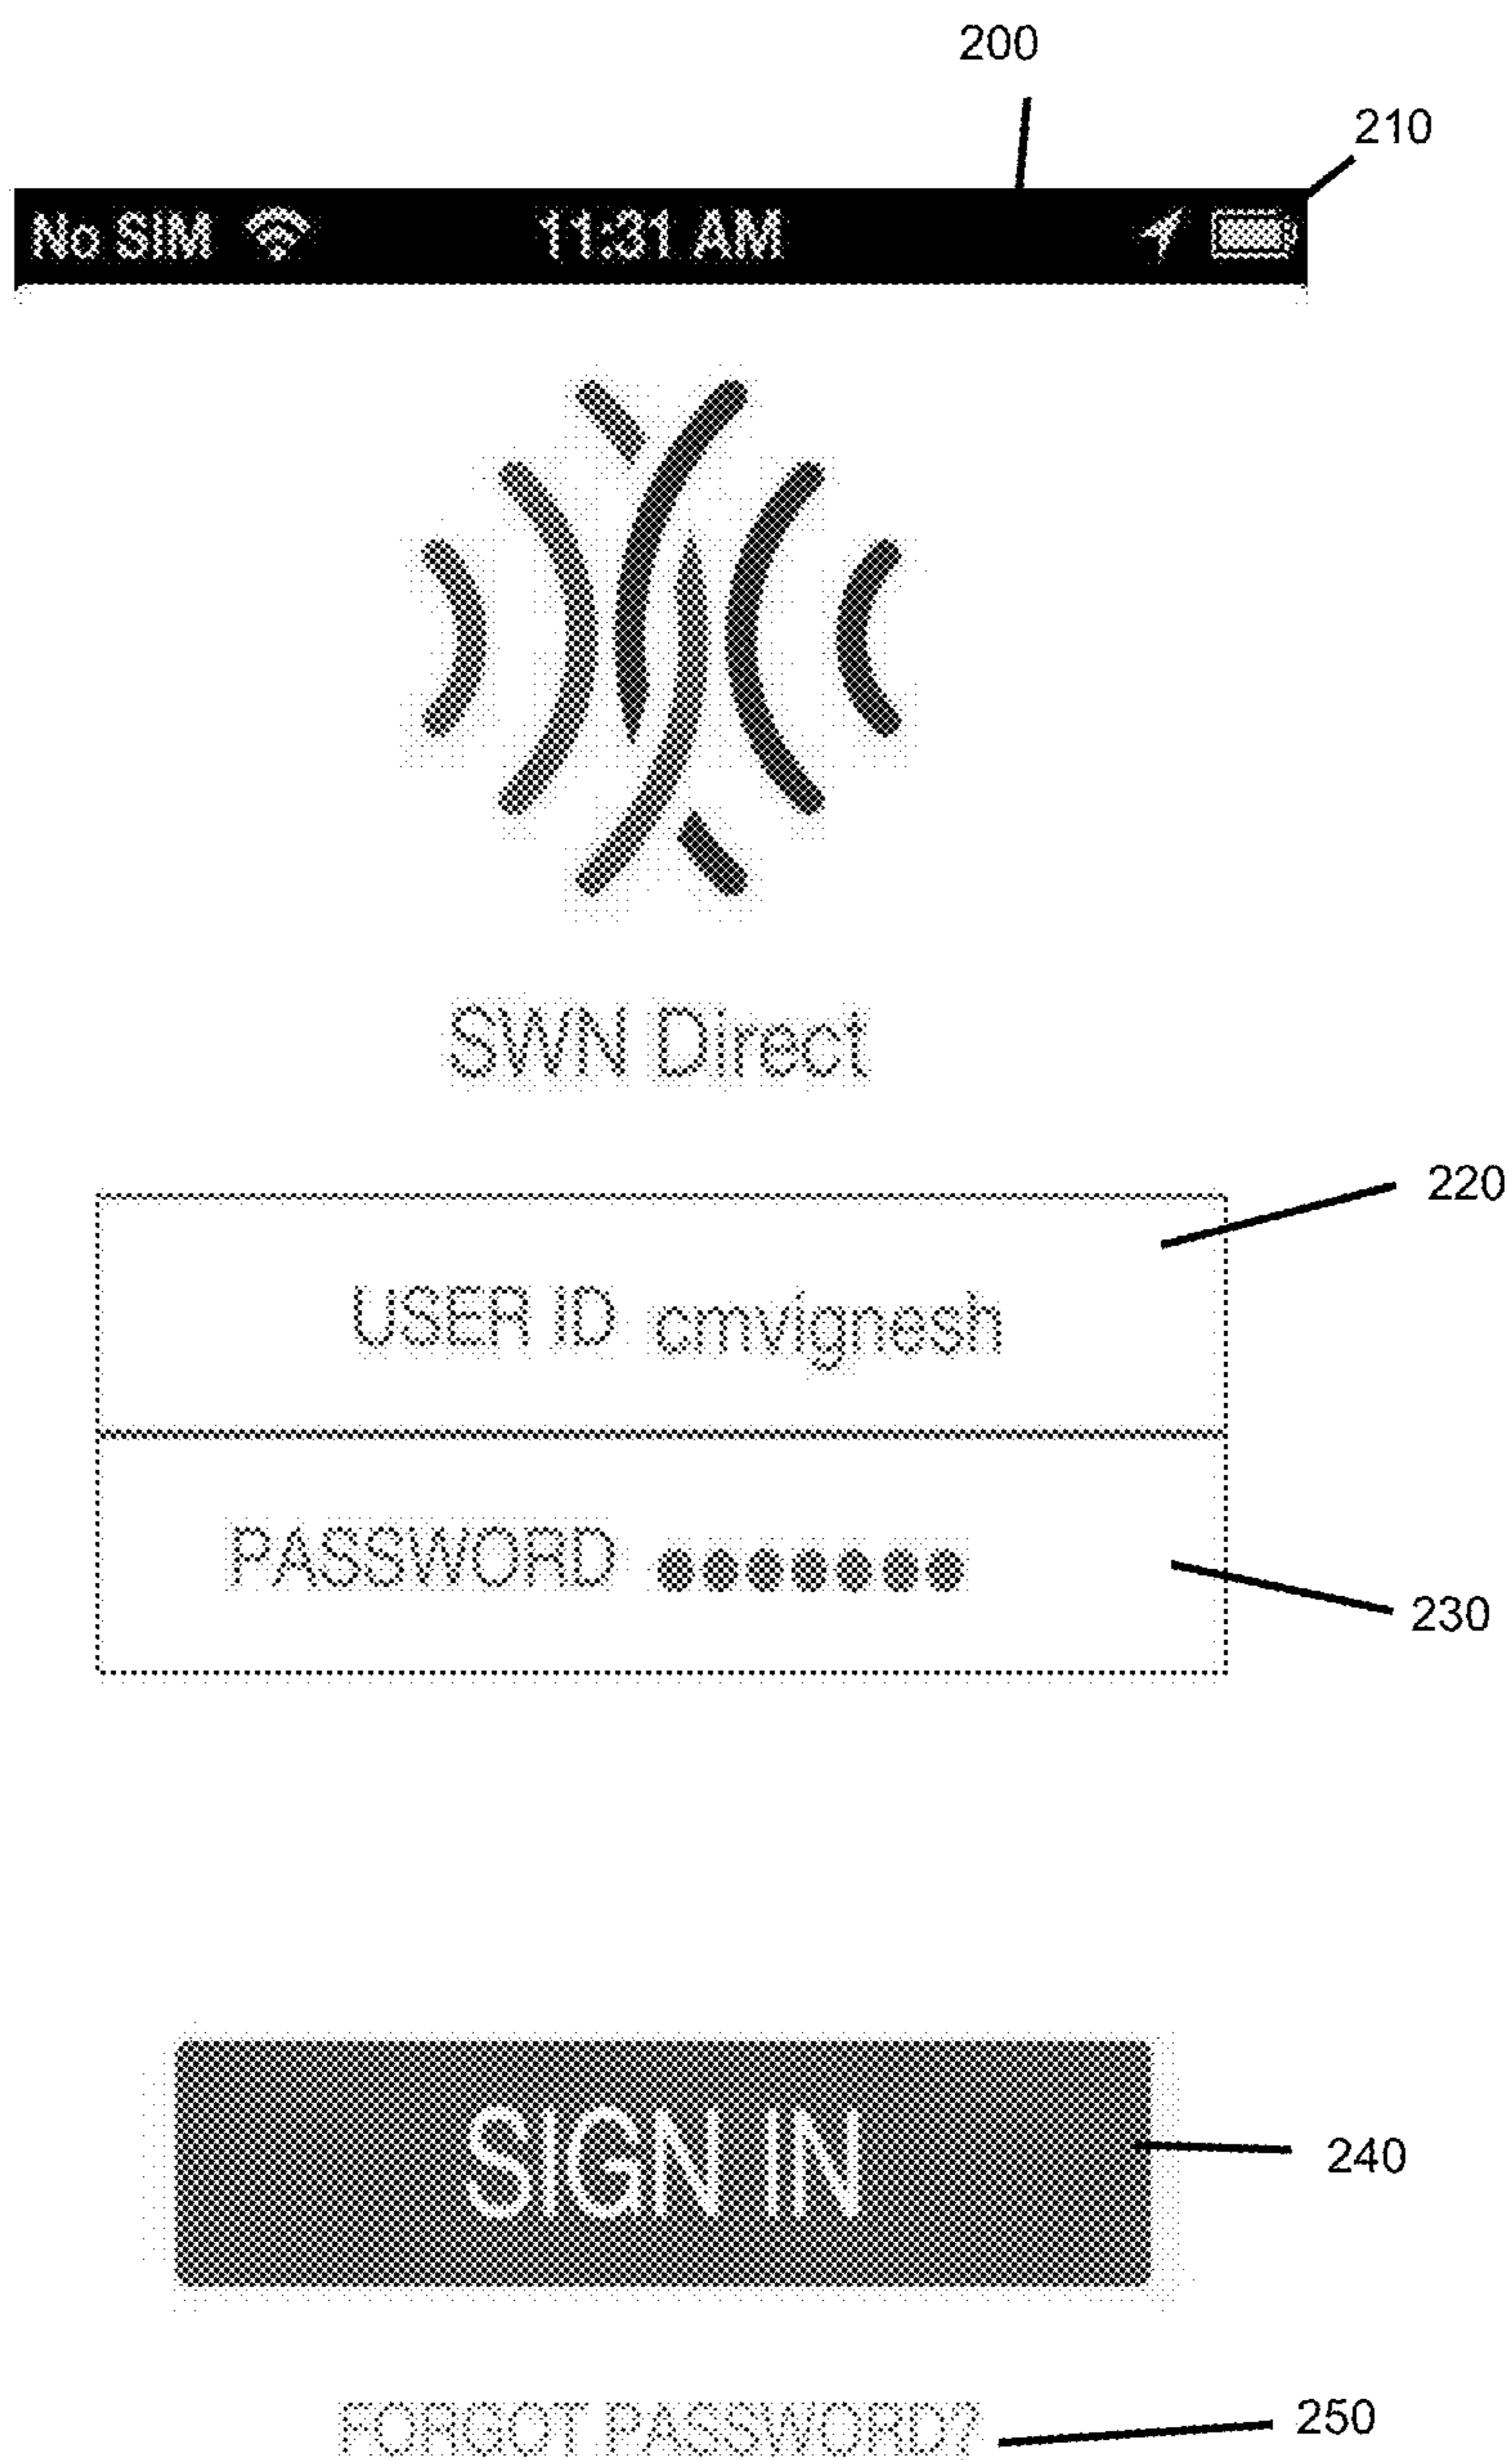 200
210
No SIM 11:31 AM
SWN Direct
220
USER ID cmvignesh
PASSWORD ●●●●●●●
230
SIGN IN
240
FORGOT PASSWORD?
250